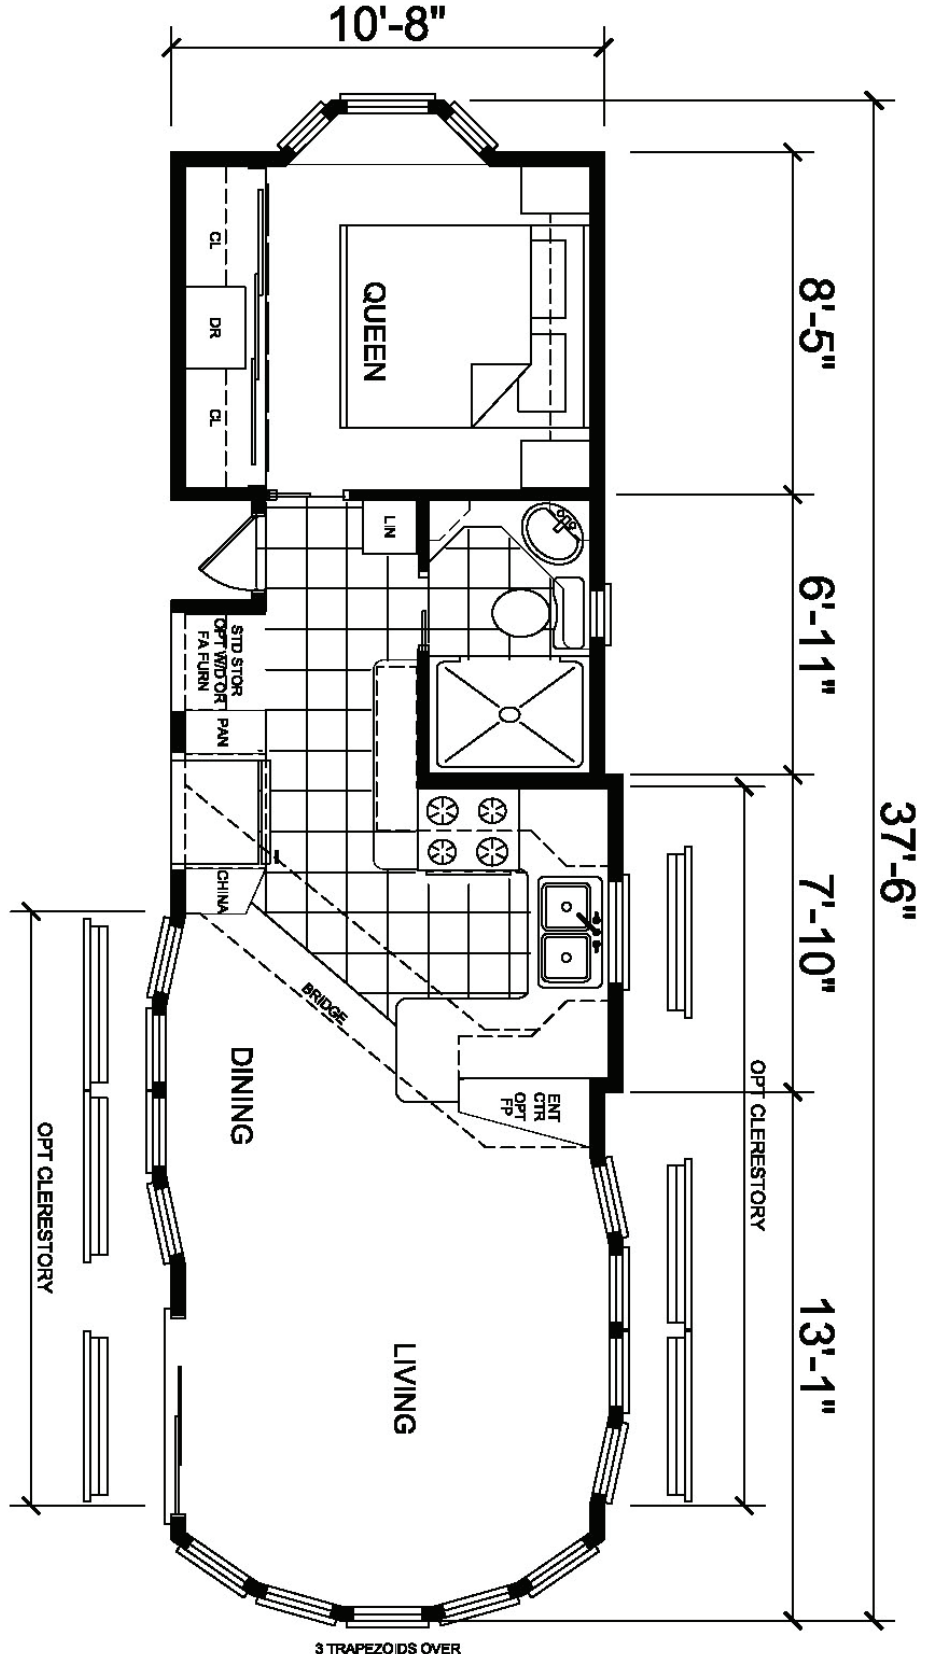 10'-8"
37'-6"
8'-5"
6'-11"
7'-10"
13'-1"
CL
DR
CL
QUEEN
LIN
STD STOR
OPT W/D OR
FA FURN
PAN
CHINA
BRIDGE
ENT
CTR
OPT
FP
DINING
LIVING
OPT CLERESTORY
OPT CLERESTORY
3 TRAPEZOIDS OVER